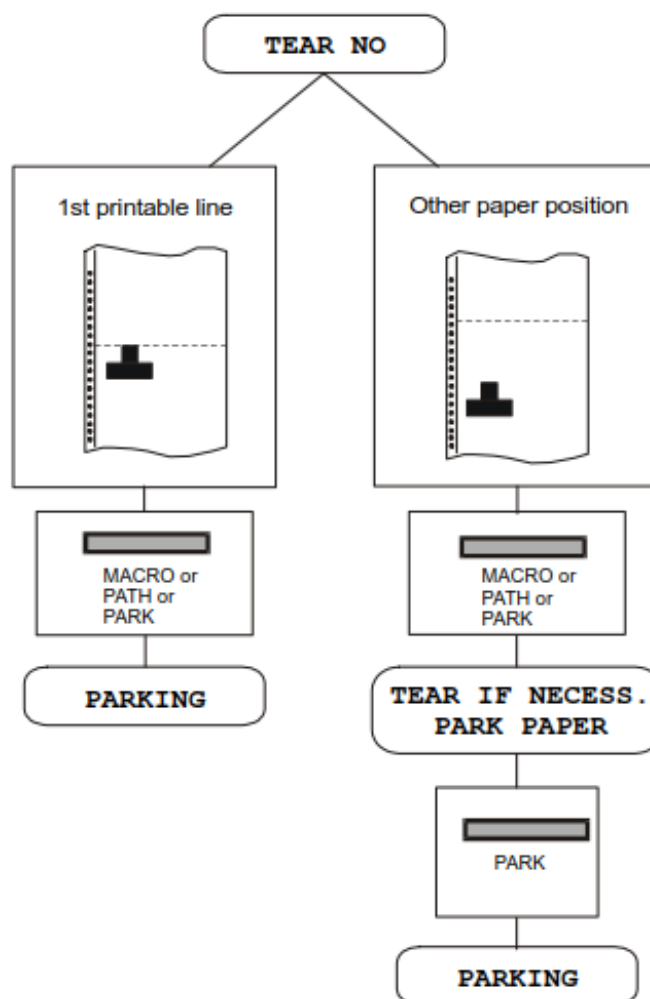 TEAR NO
1st printable line
Other paper position
MACRO or
PATH or
PARK
MACRO or
PATH or
PARK
PARKING
TEAR IF NECESS.
PARK PAPER
PARK
PARKING